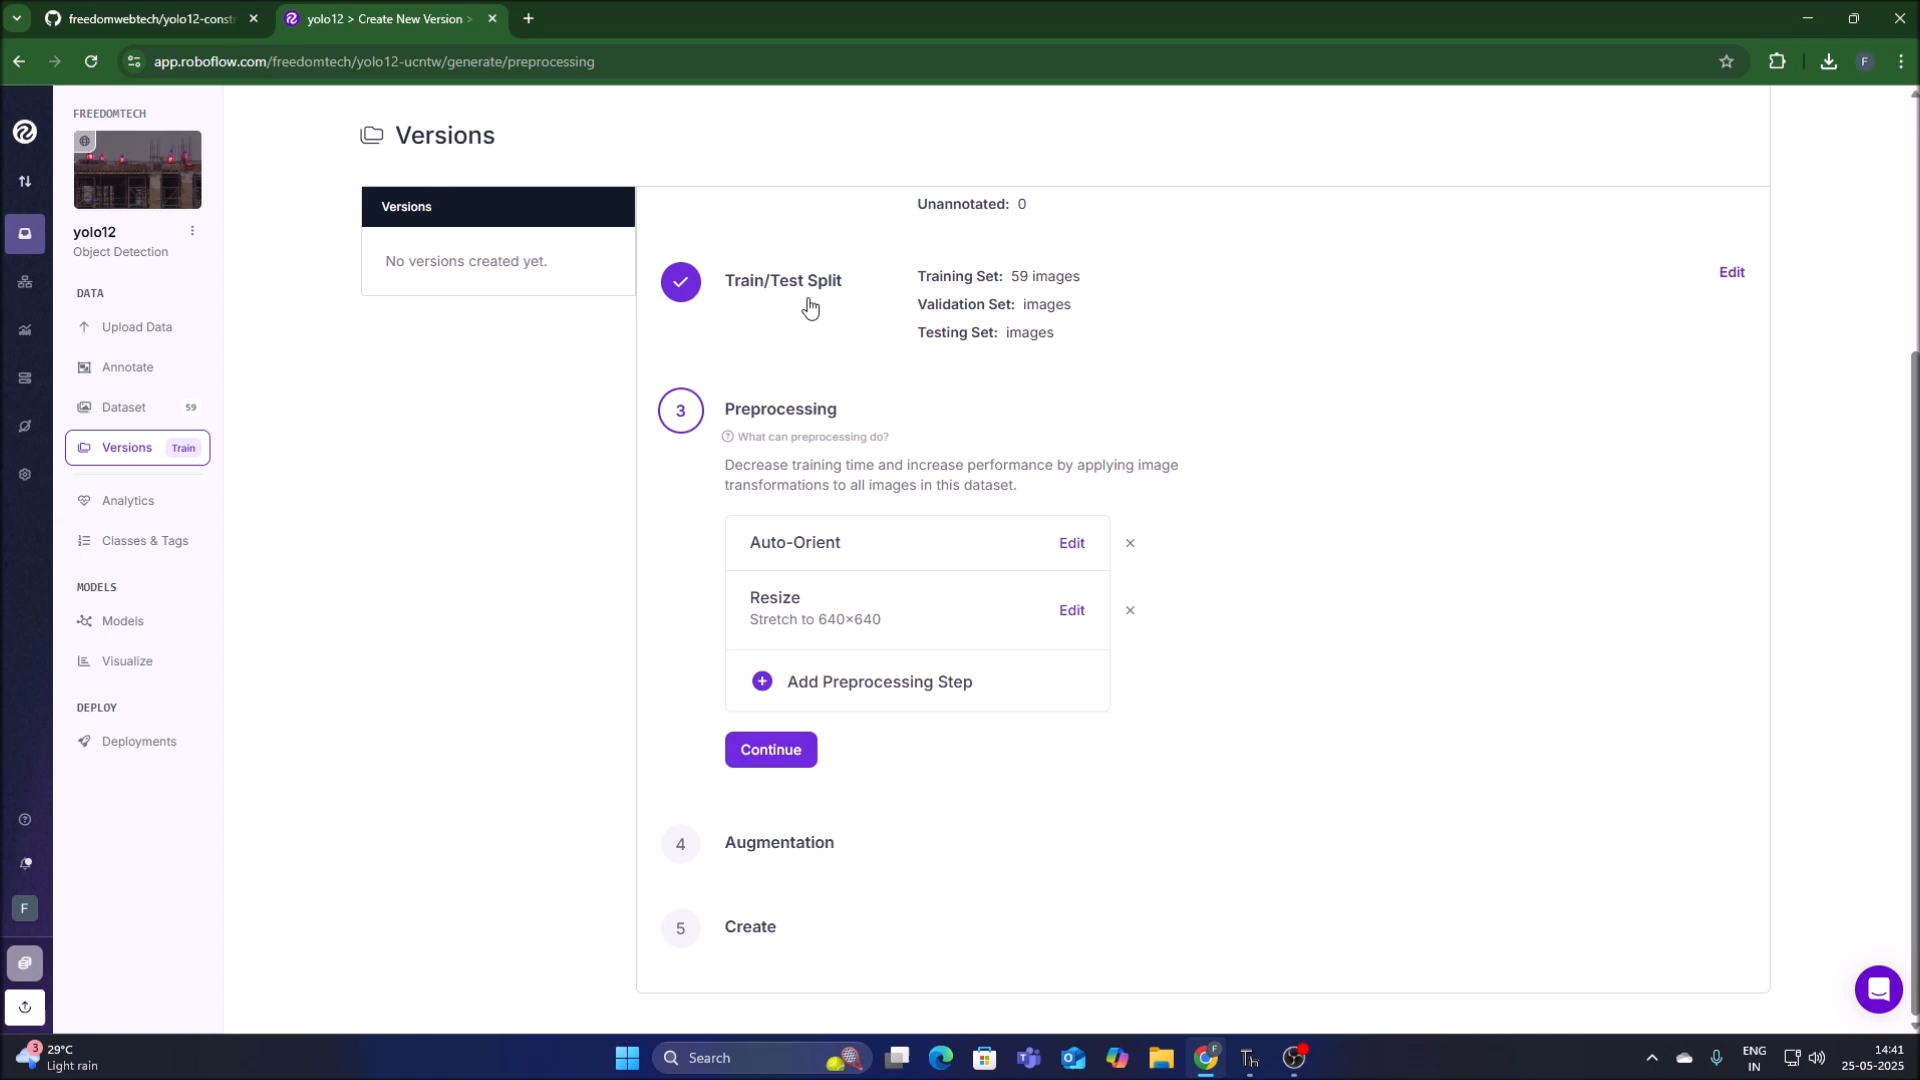 freedomwebtech/yolo12-constr
yolo12 > Create New Version >
app.roboflow.com/freedomtech/yolo12-ucntw/generate/preprocessing
F
FREEDOMTECH
yolo12
Object Detection
DATA
Upload Data
Annotate
Dataset 59
Versions Train
Analytics
Classes & Tags
MODELS
Models
Visualize
DEPLOY
Deployments
F
Versions
Versions
No versions created yet.
Unannotated: 0
Train/Test Split
Training Set: 59 images
Edit
Validation Set: images
Testing Set: images
3
Preprocessing
What can preprocessing do?
Decrease training time and increase performance by applying image
transformations to all images in this dataset.
Auto-Orient Edit
Resize
Stretch to 640×640
Edit
Add Preprocessing Step
Continue
4 Augmentation
5 Create
3
29°C
Light rain
Search
F
ENG
IN
14:41
25-05-2025